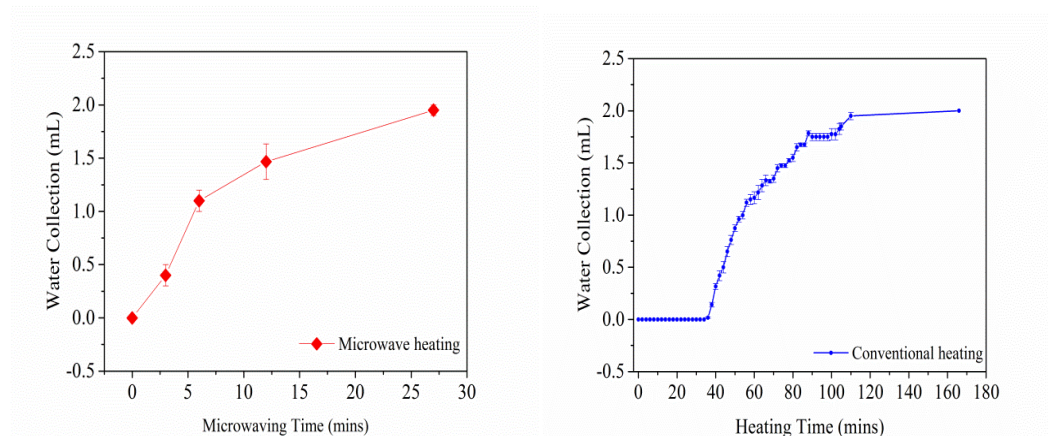 2.5
2.0
1.5
1.0
0.5
0.0
-0.5
Water Collection (mL)
Microwave heating
0 5 10 15 20 25 30
Microwaving Time (mins)
2.5
2.0
1.5
1.0
0.5
0.0
-0.5
Water Collection (mL)
Conventional heating
0 20 40 60 80 100 120 140 160 180
Heating Time (mins)